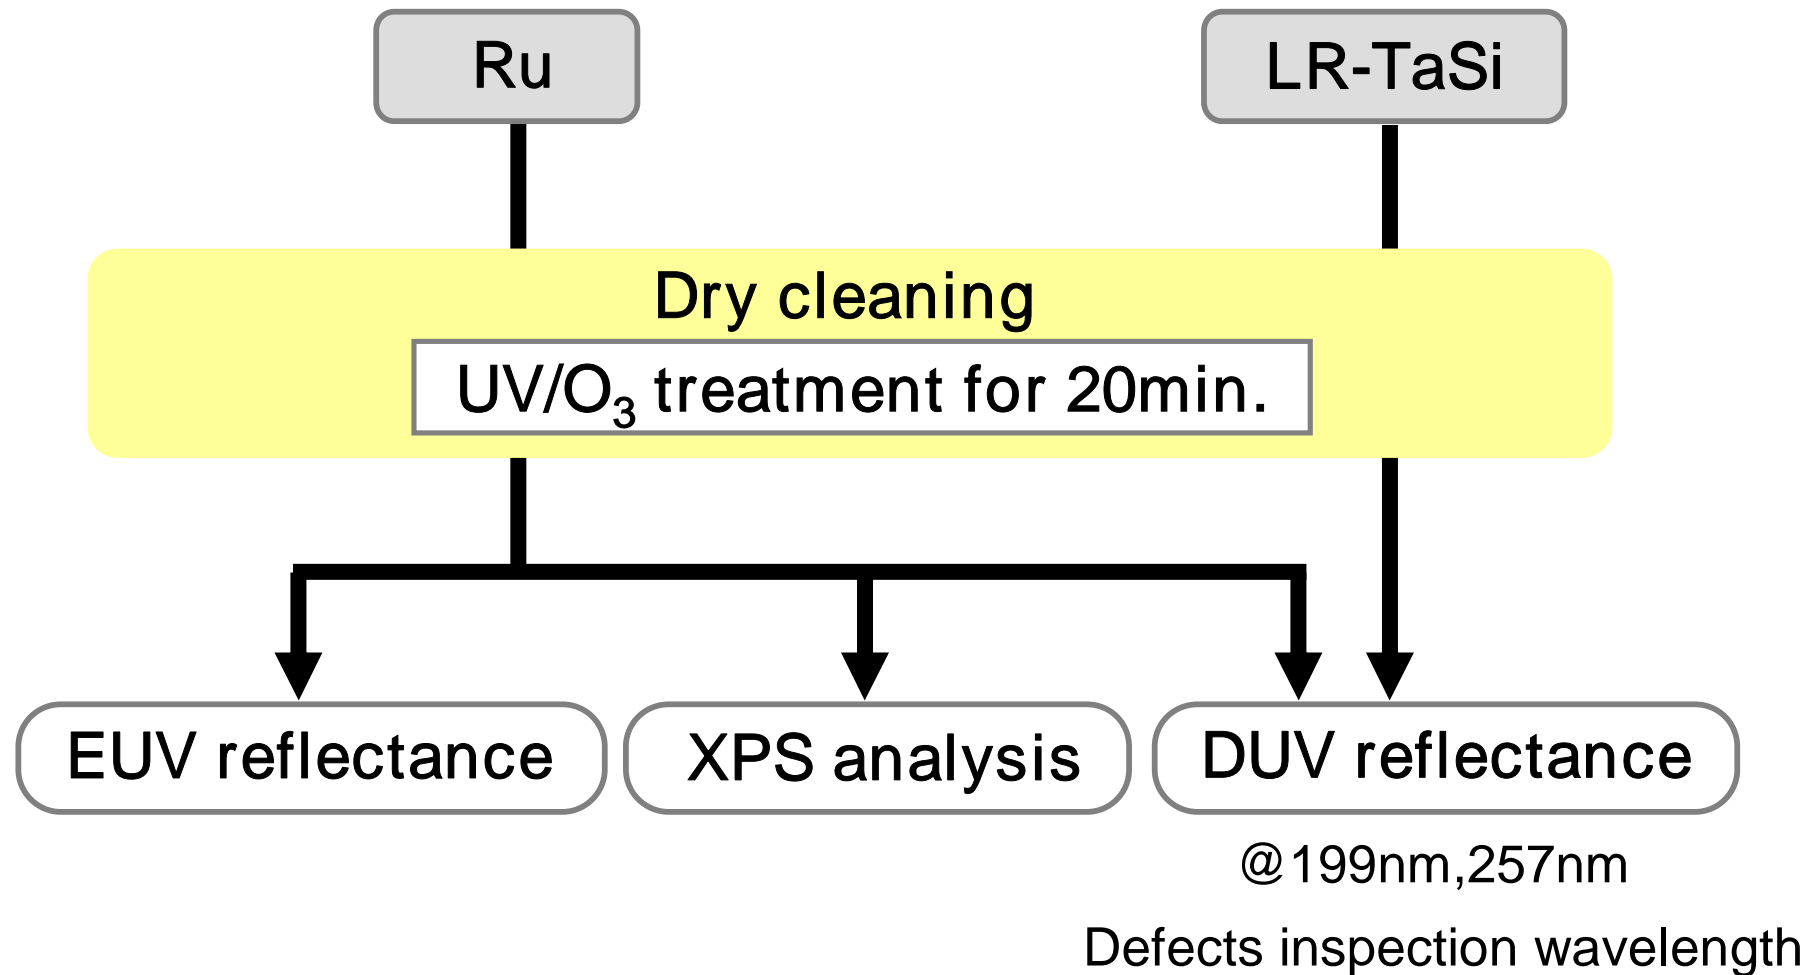 Ru
LR-TaSi
Dry cleaning
UV/O₃ treatment for 20min.
EUV reflectance
XPS analysis
DUV reflectance
@199nm,257nm
Defects inspection wavelength